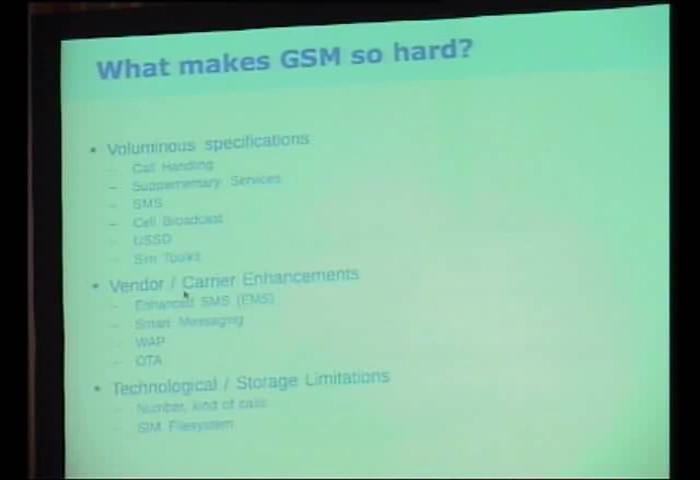 What makes GSM so hard?
• Voluminous specifications
– Call Handling
– Supplementary Services
– SMS
– Cell Broadcast
– USSD
– Sim Toolkit
• Vendor / Carrier Enhancements
– Enhanced SMS (EMS)
– Smart Messaging
– WAP
– OTA
• Technological / Storage Limitations
– Number, kind of calls
– SIM Filesystem